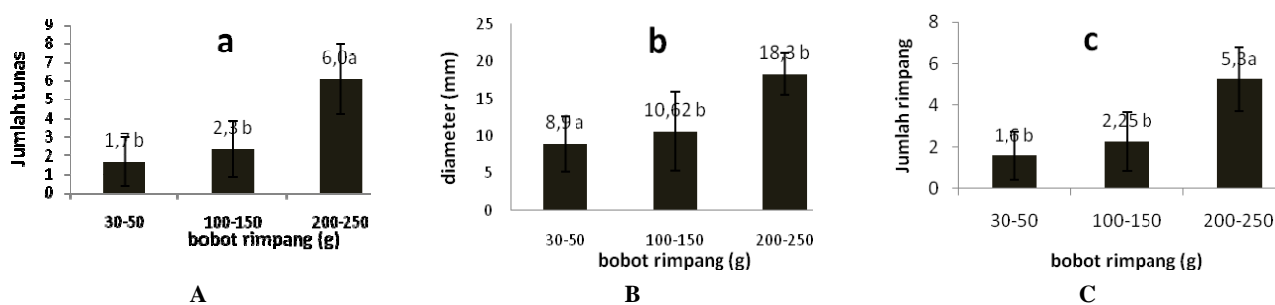 a
Jumlah tunas
9
8
7
6
5
4
3
2
1
0
1,7 b
2,3 b
6,0a
30-50
100-150
200-250
bobot rimpang (g)
A
b
diameter (mm)
25
20
15
10
5
0
8,9 a
10,62 b
18,3 b
30-50
100-150
200-250
bobot rimpang (g)
B
c
Jumlah rimpang
8
6
4
2
0
1,6 b
2,25 b
5,3a
30-50
100-150
200-250
bobot rimpang (g)
C